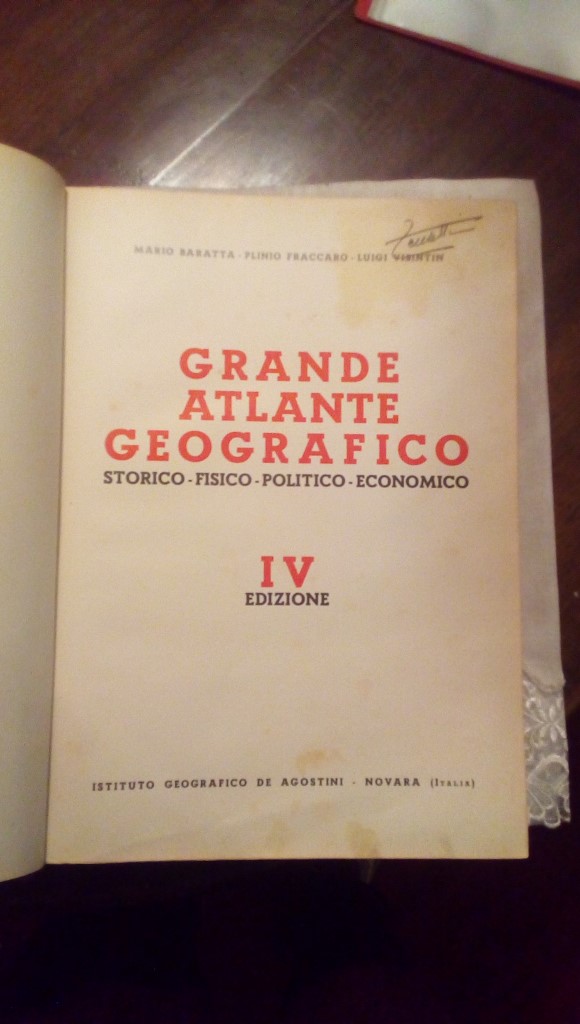 MARIO BARATTA - PLINIO FRACCARO - LUIGI VISINTIN
GRANDE
ATLANTE
GEOGRAFICO
STORICO - FISICO - POLITICO - ECONOMICO
IV
EDIZIONE
ISTITUTO GEOGRAFICO DE AGOSTINI - NOVARA (ITALIA)